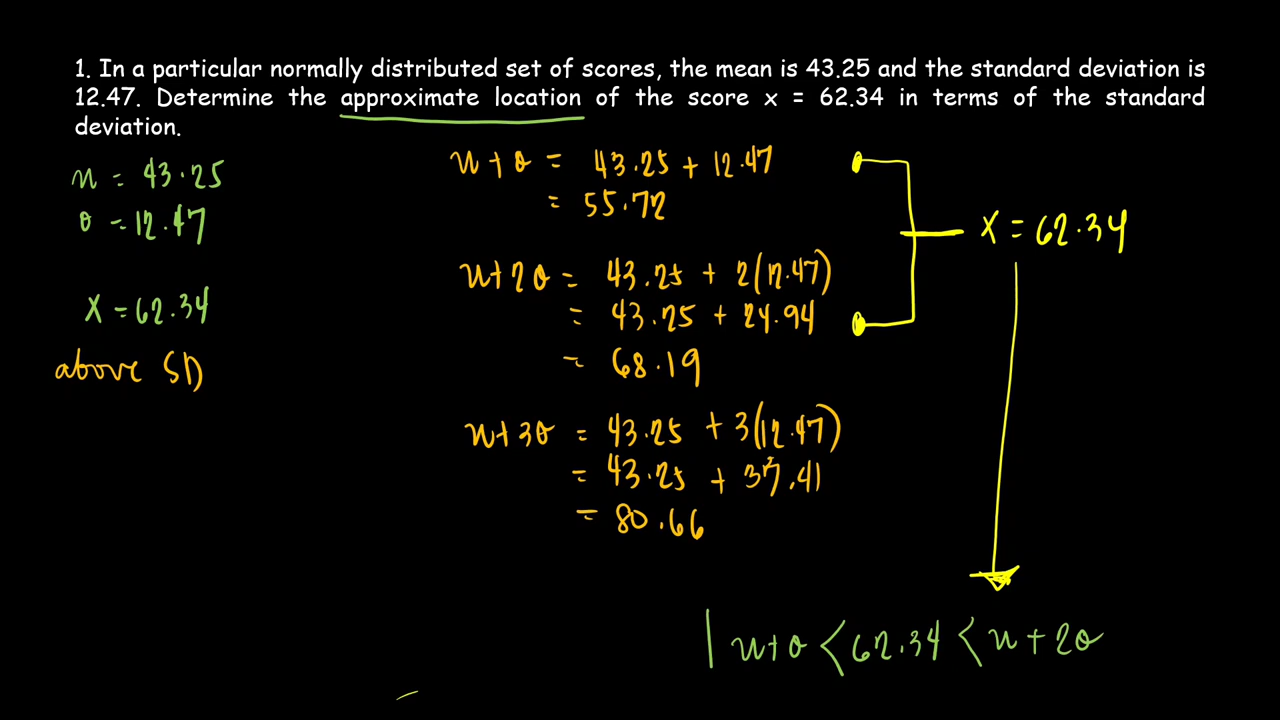 1. In a particular normally distributed set of scores, the mean is 43.25 and the standard deviation is
12.47. Determine the approximate location of the score x = 62.34 in terms of the standard
deviation.
u = 43.25
θ = 12.47
x = 62.34
above SD
u + θ = 43.25 + 12.47
= 55.72
u + 2θ = 43.25 + 2(12.47)
= 43.25 + 24.94
= 68.19
u + 3θ = 43.25 + 3(12.47)
= 43.25 + 37.41
= 80.66
x = 62.34
| u + θ < 62.34 < u + 2θ